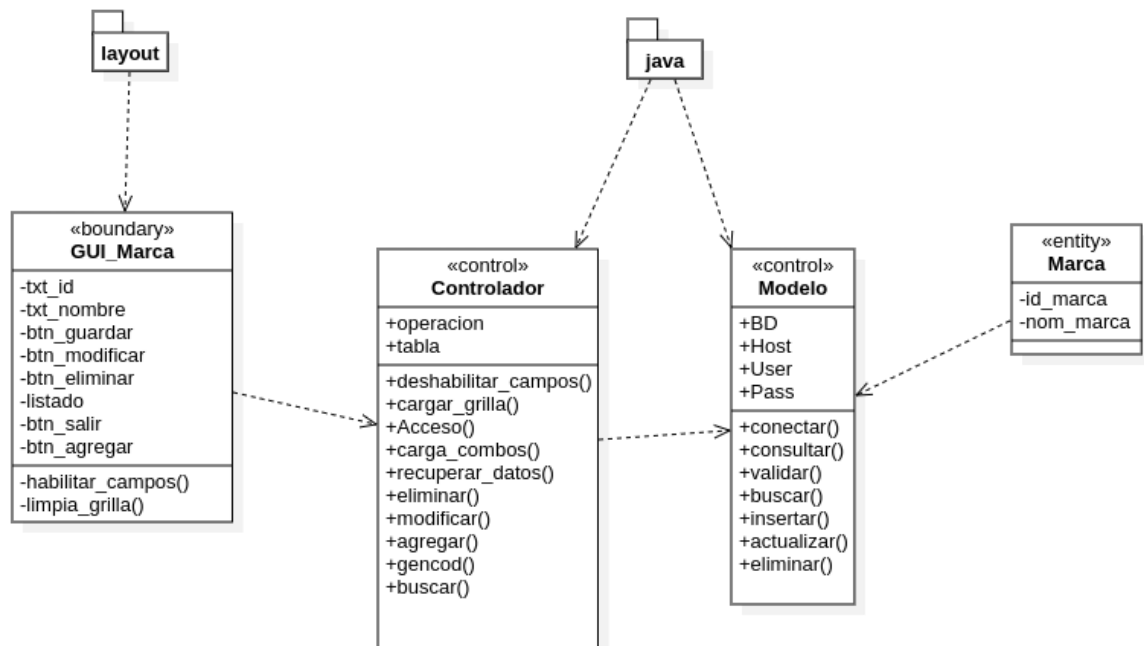 layout
java
«boundary»
GUI_Marca
-txt_id
-txt_nombre
-btn_guardar
-btn_modificar
-btn_eliminar
-listado
-btn_salir
-btn_agregar
-habilitar_campos()
-limpia_grilla()
«control»
Controlador
+operacion
+tabla
+deshabilitar_campos()
+cargar_grilla()
+Acceso()
+carga_combos()
+recuperar_datos()
+eliminar()
+modificar()
+agregar()
+gencod()
+buscar()
«control»
Modelo
+BD
+Host
+User
+Pass
+conectar()
+consultar()
+validar()
+buscar()
+insertar()
+actualizar()
+eliminar()
«entity»
Marca
-id_marca
-nom_marca